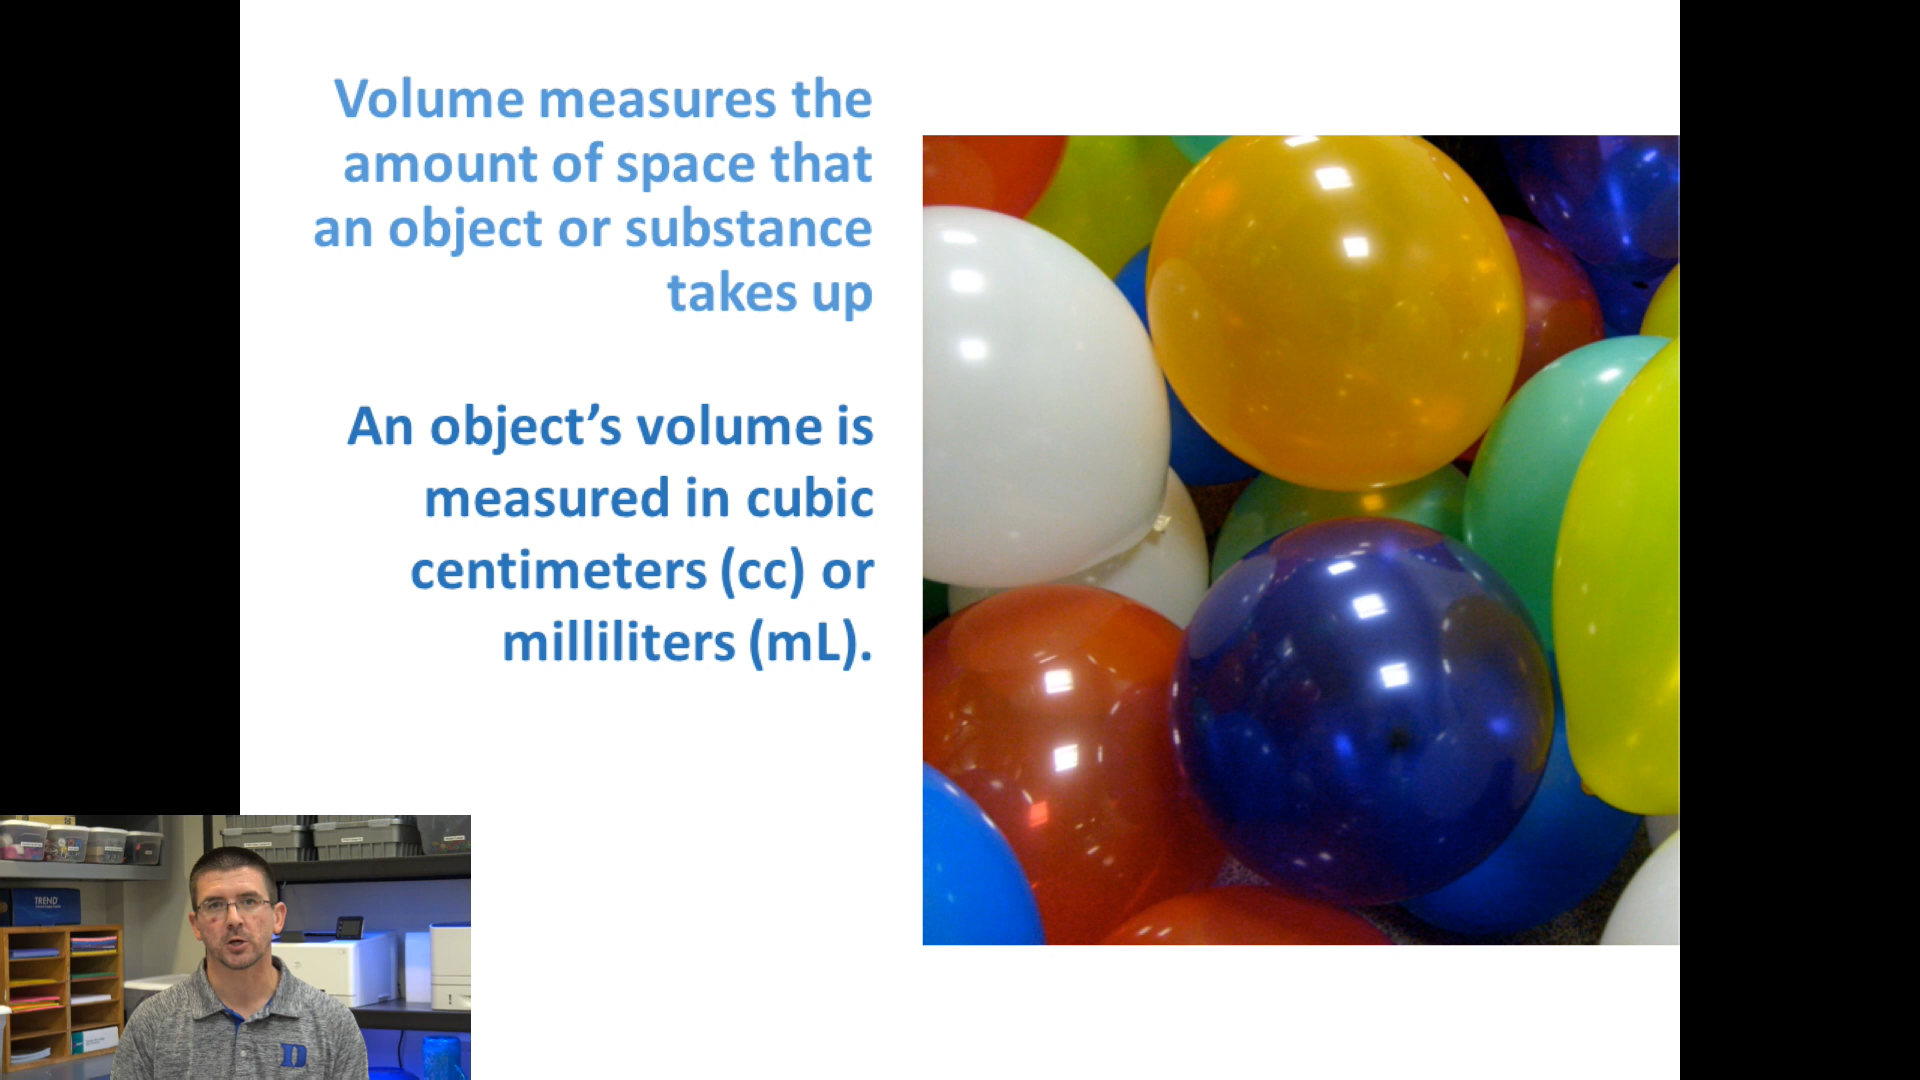 Volume measures the
amount of space that
an object or substance
takes up
An object’s volume is
measured in cubic
centimeters (cc) or
milliliters (mL).
TREND
D